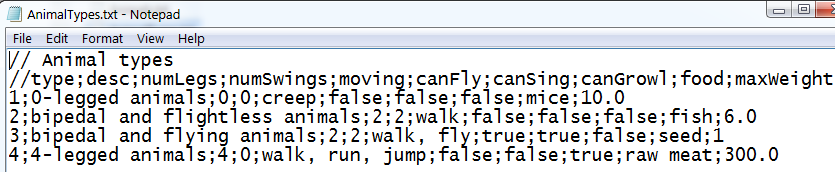 AnimalTypes.txt - Notepad
File Edit Format View Help
// Animal types
//type;desc;numLegs;numSwings;moving;canFly;canSing;canGrowl;food;maxWeight
1;0-legged animals;0;0;creep;false;false;false;mice;10.0
2;bipedal and flightless animals;2;2;walk;false;false;false;fish;6.0
3;bipedal and flying animals;2;2;walk, fly;true;true;false;seed;1
4;4-legged animals;4;0;walk, run, jump;false;false;true;raw meat;300.0